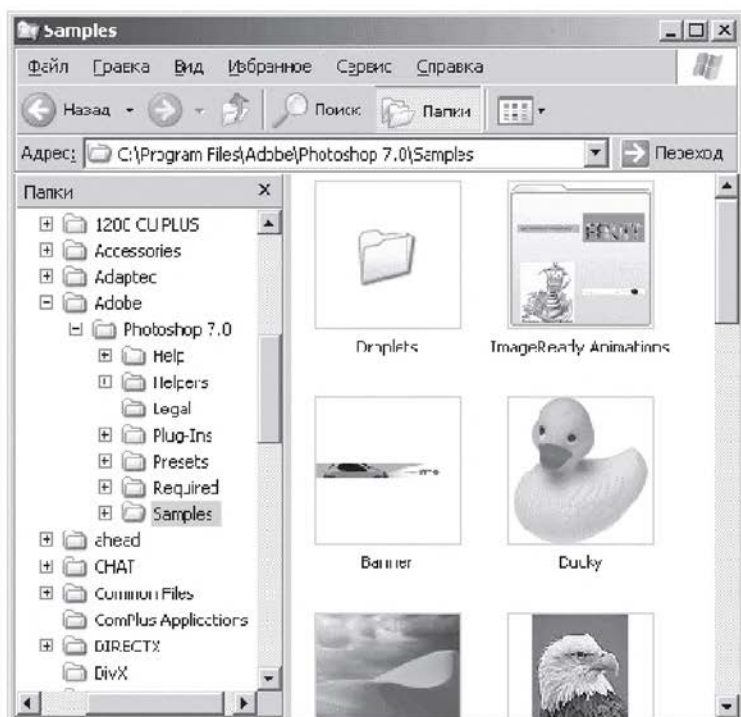 Samples
Файл Правка Вид Избранное Сервис Справка
Назад Поиск Папки
Адрес: C:\Program Files\Adobe\Photoshop 7.0\Samples Переход
Папки X
120C CU PLUS
Accessories
Adaptec
Adobe
Photoshop 7.0
Help
Helpers
Legal
Plug-Ins
Presets
Required
Samples
ahead
CHAT
Common Files
ComPlus Applications
DIRECTX
DivX
Droplets
ImageReady Animations
Banner
Ducky